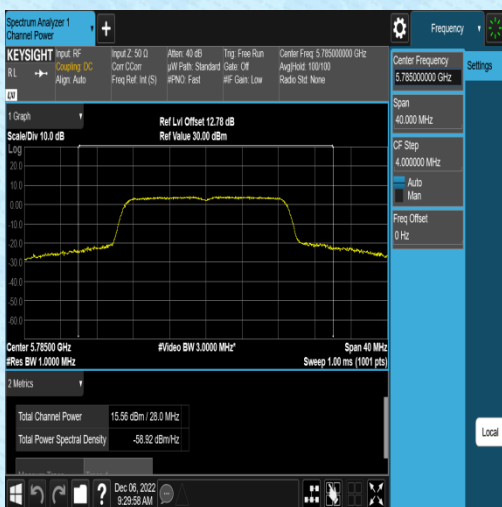 Spectrum Analyzer 1
Channel Power
+
Frequency
KEYSIGHT
RL
Input: RF
Coupling: DC
Align: Auto
Input Z: 50 Ω
Corr CCorr
Freq Ref: Int (S)
Atten: 40 dB
µW Path: Standard
#PNO: Fast
Trig: Free Run
Gate: Off
#IF Gain: Low
Center Freq: 5.785000000 GHz
Avg|Hold: 100/100
Radio Std: None
Center Frequency
5.785000000 GHz
Settings
Span
40.000 MHz
CF Step
4.000000 MHz
Auto
Man
Freq Offset
0 Hz
Local
1 Graph
Scale/Div 10.0 dB
Ref Lvl Offset 12.78 dB
Ref Value 30.00 dBm
Log
20.0
10.0
0.00
-10.0
-20.0
-30.0
-40.0
-50.0
-60.0
Center 5.78500 GHz
#Res BW 1.0000 MHz
#Video BW 3.0000 MHz*
Span 40 MHz
Sweep 1.00 ms (1001 pts)
2 Metrics
Total Channel Power 15.56 dBm / 28.0 MHz
Total Power Spectral Density -58.92 dBm/Hz
?
Dec 06, 2022
9:29:58 AM